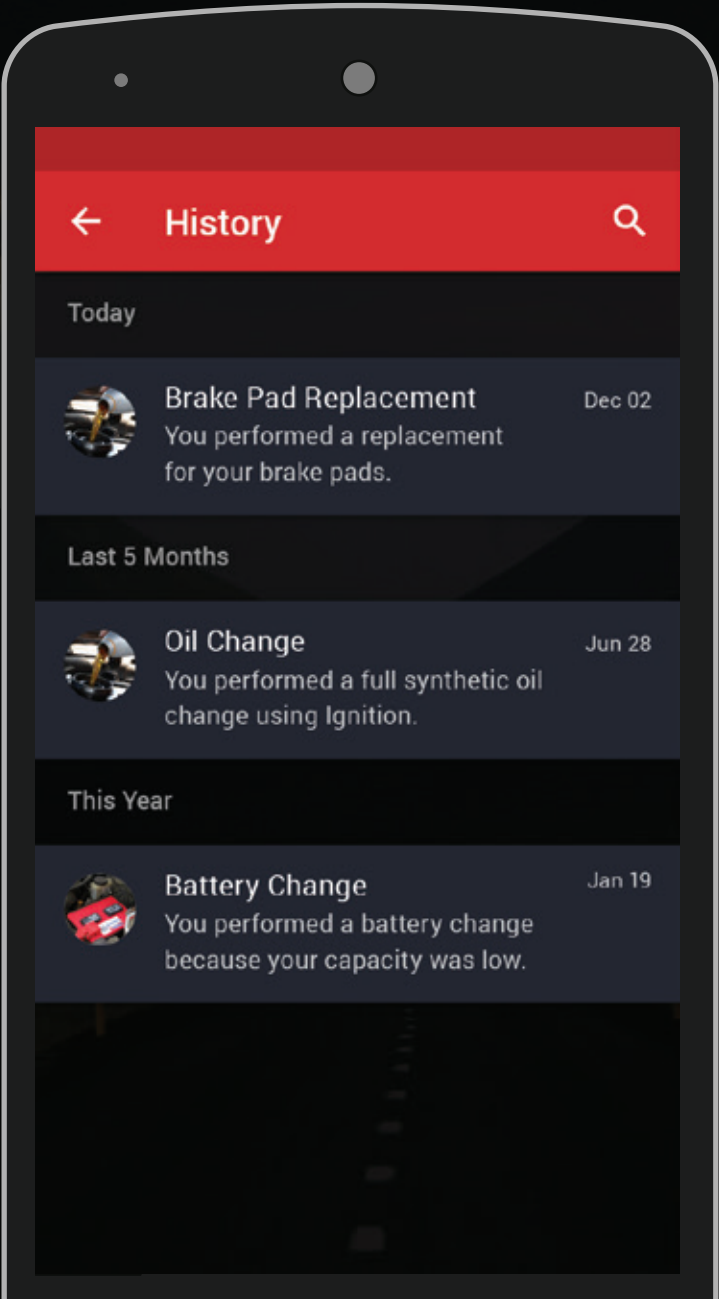 History
Today
Brake Pad Replacement
Dec 02
You performed a replacement
for your brake pads.
Last 5 Months
Oil Change
Jun 28
You performed a full synthetic oil
change using Ignition.
This Year
Battery Change
Jan 19
You performed a battery change
because your capacity was low.